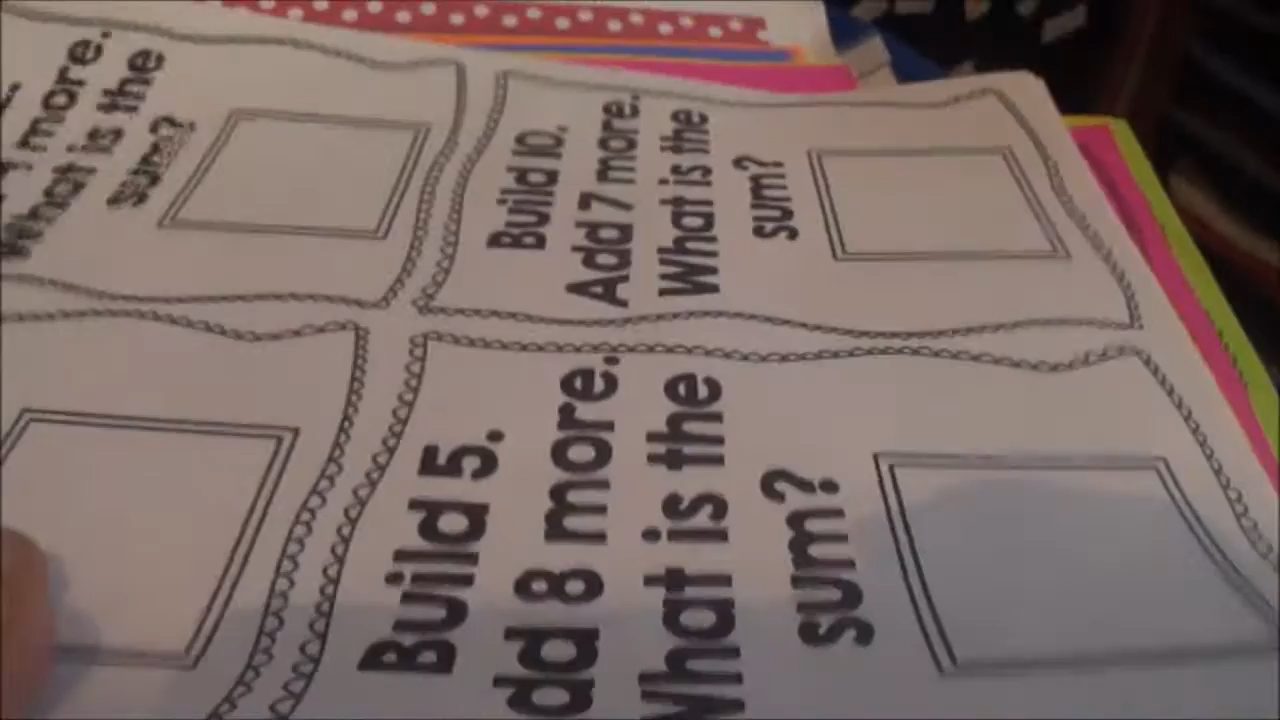 more.
What is the
sum?
Build 10.
Add 7 more.
What is the
sum?
Build 5.
dd 8 more.
What is the
sum?